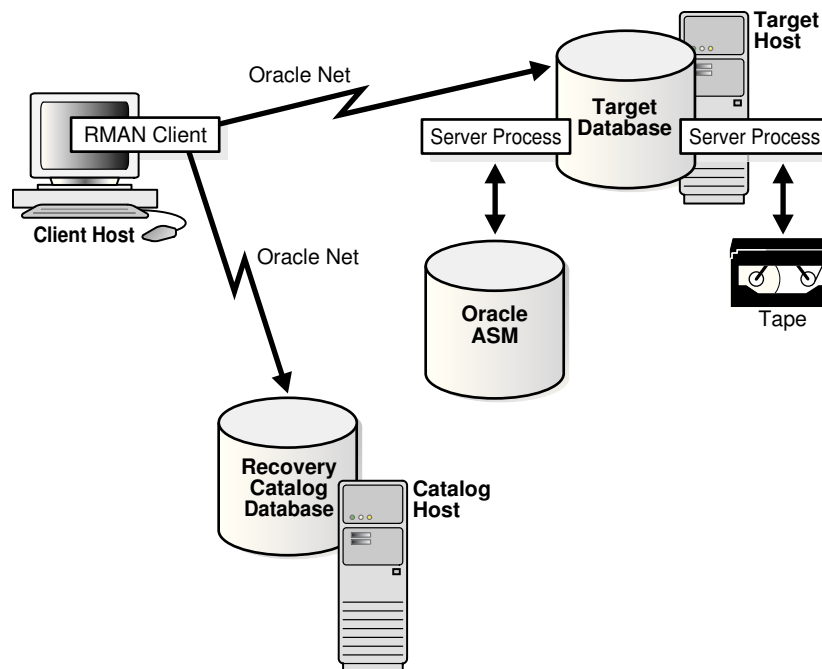 Target
Host
Oracle Net
Target
Database
RMAN Client
Server Process
Server Process
Client Host
Oracle Net
Oracle
ASM
Tape
Recovery
Catalog
Database
Catalog
Host